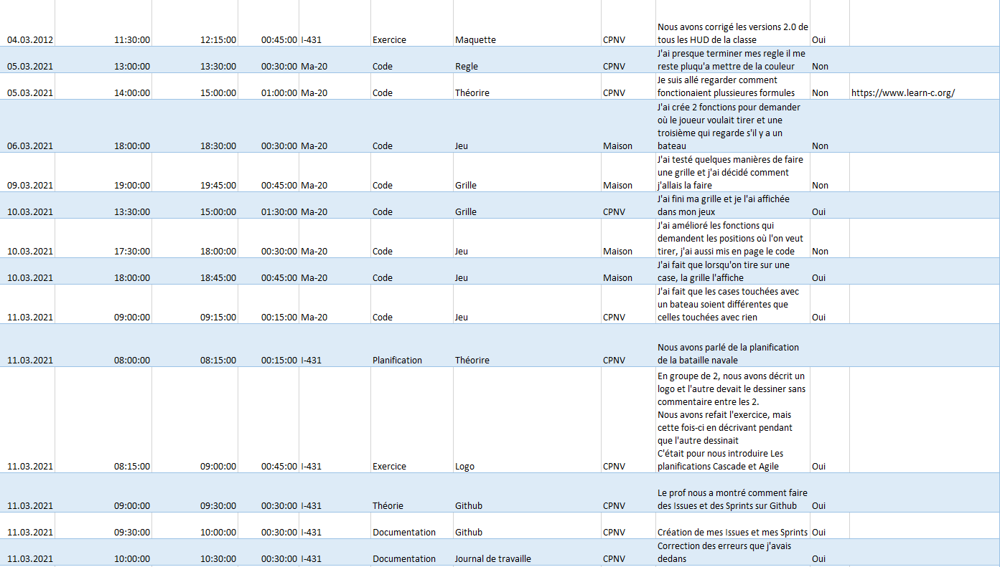 Nous avons corrigé les versions 2.0 de
04.03.2012 11:30:00 12:15:00 00:45:00 I-431 Exercice Maquette CPNV tous les HUD de la classe Oui
J'ai presque terminer mes regle il me
05.03.2021 13:00:00 13:30:00 00:30:00 Ma-20 Code Regle CPNV reste pluqu'a mettre de la couleur Non
Je suis allé regarder comment
05.03.2021 14:00:00 15:00:00 01:00:00 Ma-20 Code Théorire CPNV fonctionaient plussieures formules Non https://www.learn-c.org/
J'ai crée 2 fonctions pour demander
où le joueur voulait tirer et une
troisième qui regarde s'il y a un
06.03.2021 18:00:00 18:30:00 00:30:00 Ma-20 Code Jeu Maison bateau Non
J'ai testé quelques manières de faire
une grille et j'ai décidé comment
09.03.2021 19:00:00 19:45:00 00:45:00 Ma-20 Code Grille Maison j'allais la faire Non
J'ai fini ma grille et je l'ai affichée
10.03.2021 13:30:00 15:00:00 01:30:00 Ma-20 Code Grille CPNV dans mon jeux Oui
J'ai amélioré les fonctions qui
demandent les positions où l'on veut
10.03.2021 17:30:00 18:00:00 00:30:00 Ma-20 Code Jeu Maison tirer, j'ai aussi mis en page le code Non
J'ai fait que lorsqu'on tire sur une
10.03.2021 18:00:00 18:45:00 00:45:00 Ma-20 Code Jeu Maison case, la grille l'affiche Oui
J'ai fait que les cases touchées avec
un bateau soient différentes que
11.03.2021 09:00:00 09:15:00 00:15:00 Ma-20 Code Jeu CPNV celles touchées avec rien Oui
Nous avons parlé de la planification
11.03.2021 08:00:00 08:15:00 00:15:00 I-431 Planification Théorire CPNV de la bataille navale
En groupe de 2, nous avons décrit un
logo et l'autre devait le dessiner sans
commentaire entre les 2.
Nous avons refait l'exercice, mais
cette fois-ci en décrivant pendant
que l'autre dessinait
C'était pour nous introduire Les
11.03.2021 08:15:00 09:00:00 00:45:00 I-431 Exercice Logo CPNV planifications Cascade et Agile Oui
Le prof nous a montré comment faire
11.03.2021 09:00:00 09:30:00 00:30:00 I-431 Théorie Github CPNV des Issues et des Sprints sur Github Oui
11.03.2021 09:30:00 10:00:00 00:30:00 I-431 Documentation Github CPNV Création de mes Issues et mes Sprints Oui
Correction des erreurs que j'avais
11.03.2021 10:00:00 10:30:00 00:30:00 I-431 Documentation Journal de travaille CPNV dedans Oui